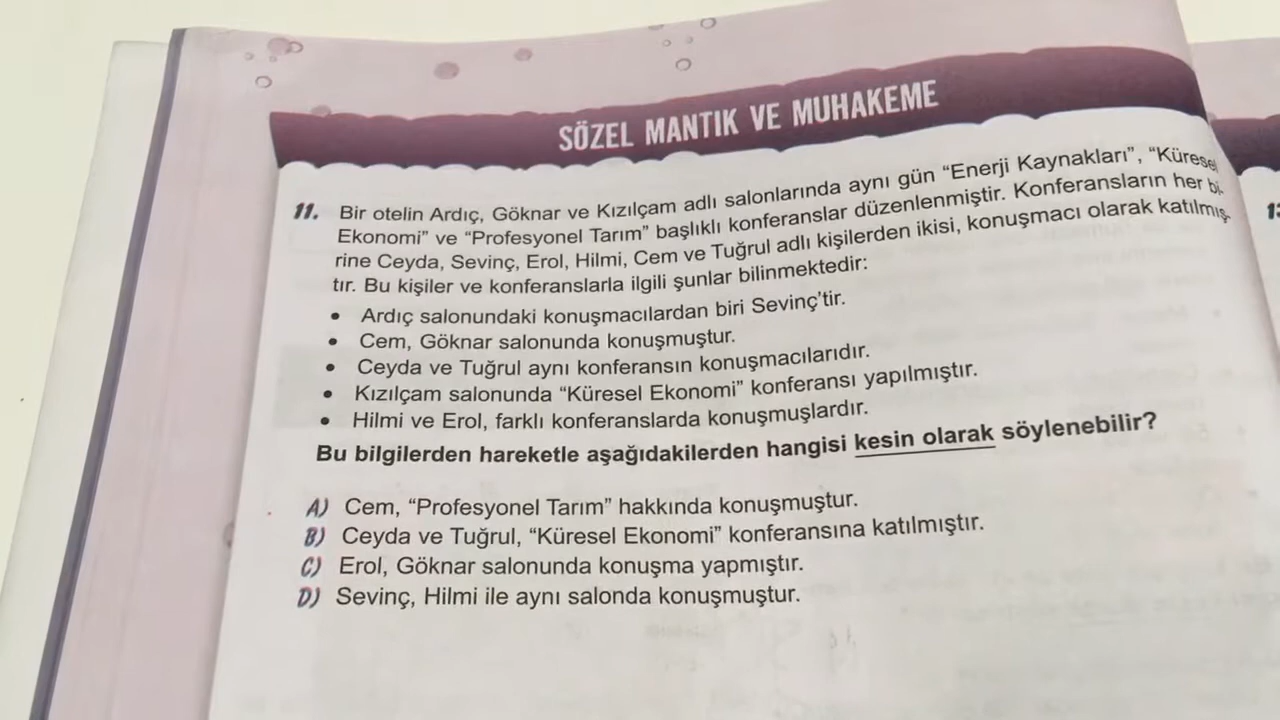 SÖZEL MANTIK VE MUHAKEME
11. Bir otelin Ardıç, Göknar ve Kızılçam adlı salonlarında aynı gün “Enerji Kaynakları”, “Küresel
Ekonomi” ve “Profesyonel Tarım” başlıklı konferanslar düzenlenmiştir. Konferansların her bi-
rine Ceyda, Sevinç, Erol, Hilmi, Cem ve Tuğrul adlı kişilerden ikisi, konuşmacı olarak katılmış-
tır. Bu kişiler ve konferanslarla ilgili şunlar bilinmektedir:
• Ardıç salonundaki konuşmacılardan biri Sevinç’tir.
• Cem, Göknar salonunda konuşmuştur.
• Ceyda ve Tuğrul aynı konferansın konuşmacılarıdır.
• Kızılçam salonunda “Küresel Ekonomi” konferansı yapılmıştır.
• Hilmi ve Erol, farklı konferanslarda konuşmuşlardır.
Bu bilgilerden hareketle aşağıdakilerden hangisi kesin olarak söylenebilir?
A) Cem, “Profesyonel Tarım” hakkında konuşmuştur.
B) Ceyda ve Tuğrul, “Küresel Ekonomi” konferansına katılmıştır.
C) Erol, Göknar salonunda konuşma yapmıştır.
D) Sevinç, Hilmi ile aynı salonda konuşmuştur.